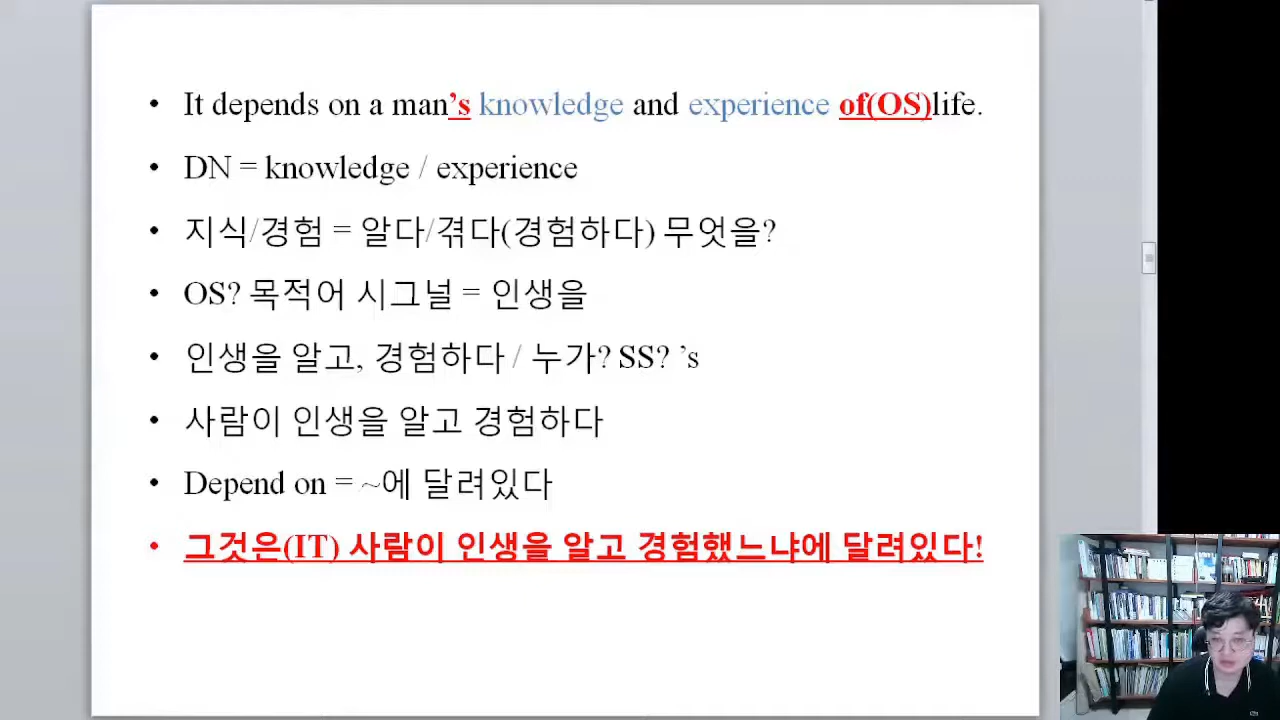 • It depends on a man's knowledge and experience of(OS)life.
• DN = knowledge / experience
• 지식/경험 = 알다/겪다(경험하다) 무엇을?
• OS? 목적어 시그널 = 인생을
• 인생을 알고, 경험하다 / 누가? SS? ’s
• 사람이 인생을 알고 경험하다
• Depend on = ~에 달려있다
• 그것은(IT) 사람이 인생을 알고 경험했느냐에 달려있다!